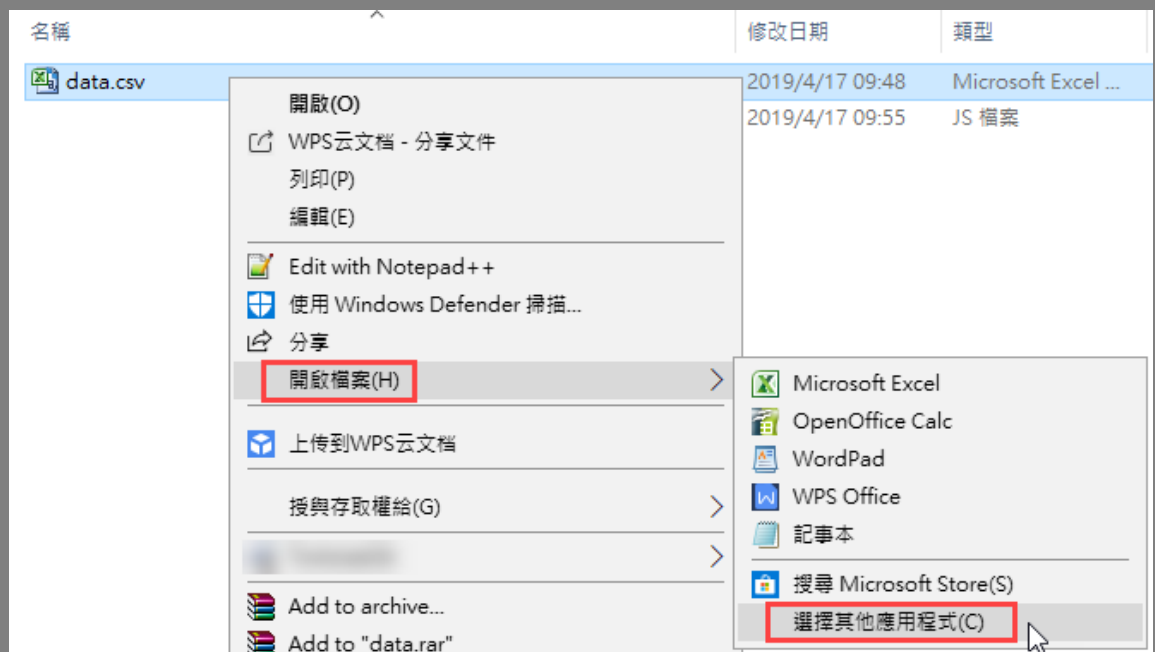 名稱
修改日期
類型
data.csv
2019/4/17 09:48
Microsoft Excel ...
2019/4/17 09:55
JS 檔案
開啟(O)
WPS云文档 - 分享文件
列印(P)
編輯(E)
Edit with Notepad++
使用 Windows Defender 掃描...
分享
開啟檔案(H)
上传到WPS云文档
授與存取權給(G)
Add to archive...
Add to "data.rar"
Microsoft Excel
OpenOffice Calc
WordPad
WPS Office
記事本
搜尋 Microsoft Store(S)
選擇其他應用程式(C)